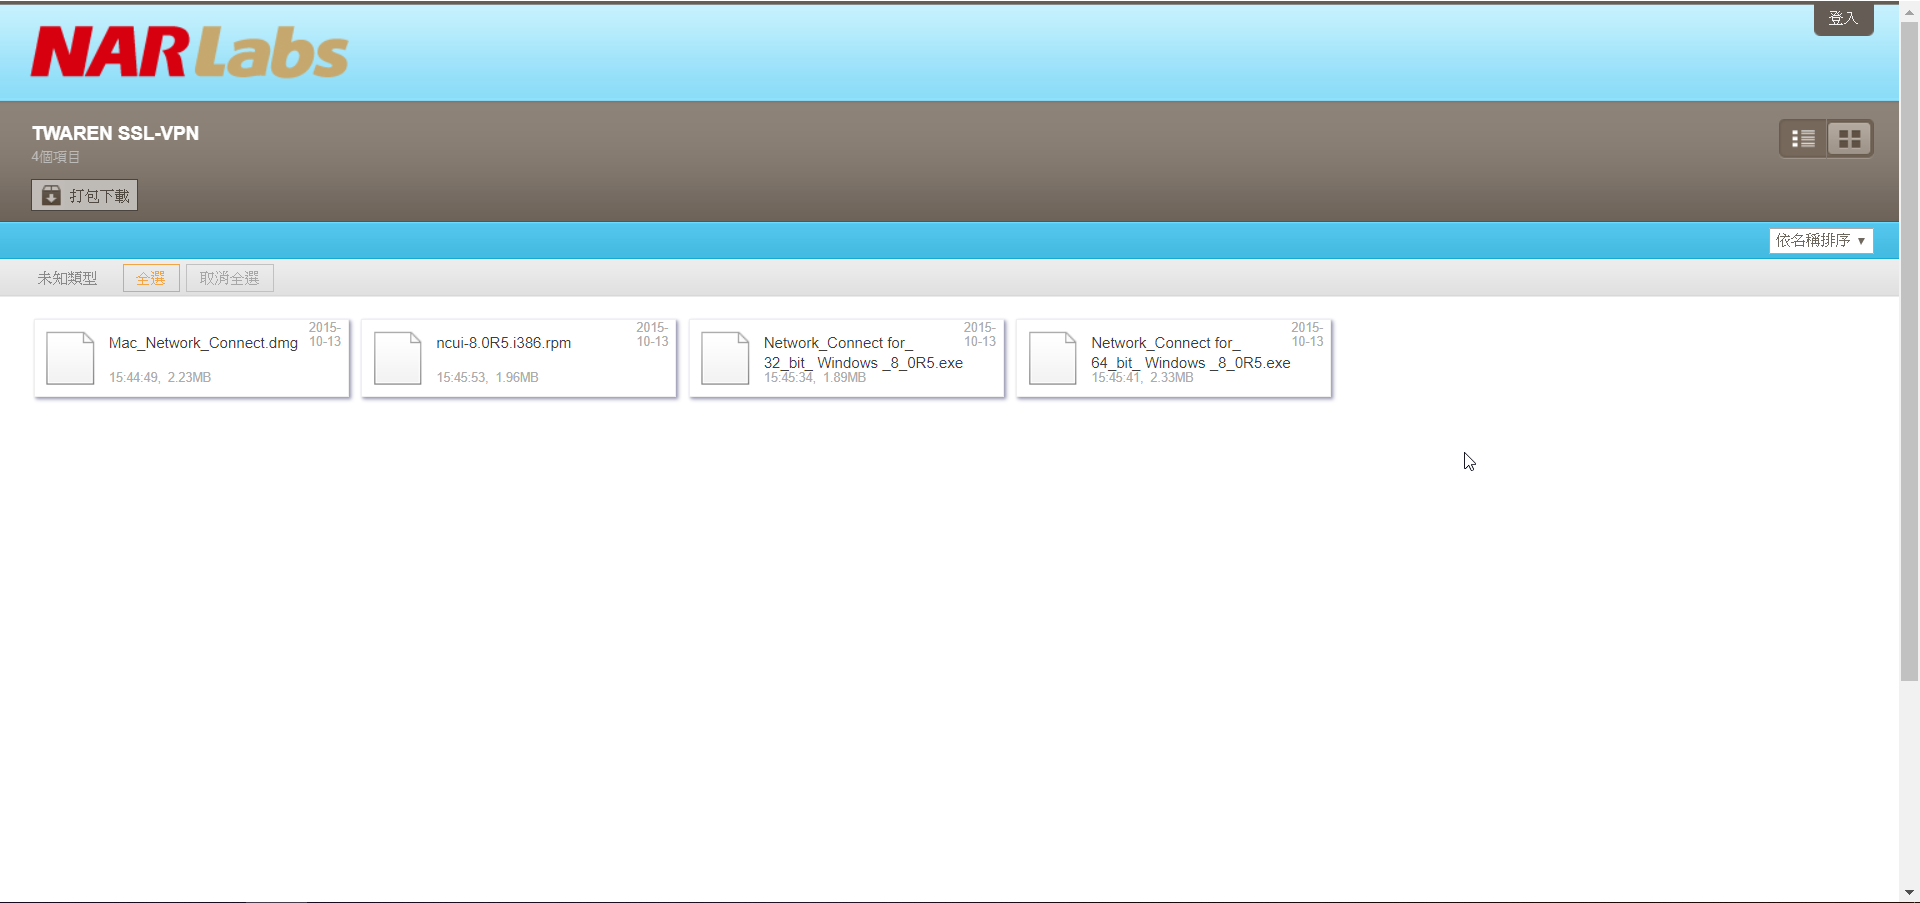 登入
NARLabs
TWAREN SSL-VPN
4個項目
打包下載
依名稱排序 ▼
未知類型 全選 取消全選
Mac_Network_Connect.dmg
2015-
10-13
15:44:49, 2.23MB
ncui-8.0R5.i386.rpm
2015-
10-13
15:45:53, 1.96MB
Network_Connect for_
32_bit_ Windows _8_0R5.exe
2015-
10-13
15:45:34, 1.89MB
Network_Connect for_
64_bit_ Windows _8_0R5.exe
2015-
10-13
15:45:41, 2.33MB